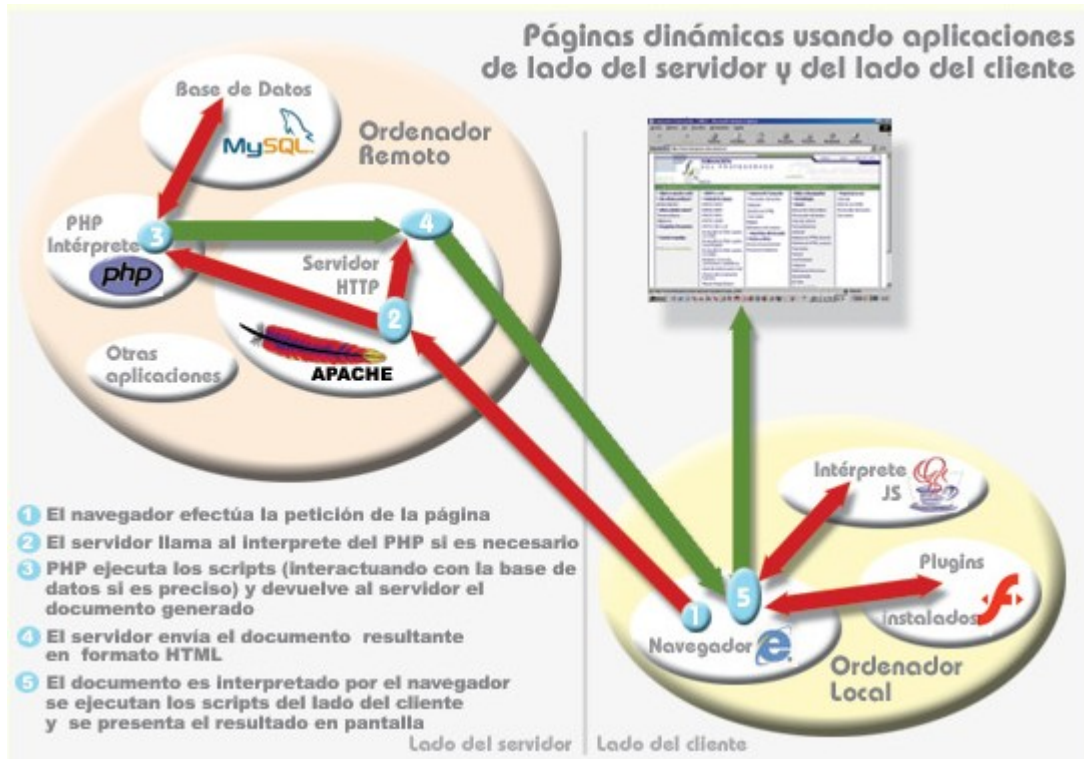 Páginas dinámicas usando aplicaciones
de lado del servidor y del lado del cliente
Base de Datos
MySQL
Ordenador
Remoto
PHP
Intérprete
php
3
4
Servidor
HTTP
2
APACHE
Otras
aplicaciones
Intérprete
JS
Plugins
instalados
1
5
Navegador
Ordenador
Local
1 El navegador efectúa la petición de la página
2 El servidor llama al interprete del PHP si es necesario
3 PHP ejecuta los scripts (interactuando con la base de
datos si es preciso) y devuelve al servidor el
documento generado
4 El servidor envía el documento resultante
en formato HTML
5 El documento es interpretado por el navegador
se ejecutan los scripts del lado del cliente
y se presenta el resultado en pantalla
Lado del servidor
Lado del cliente